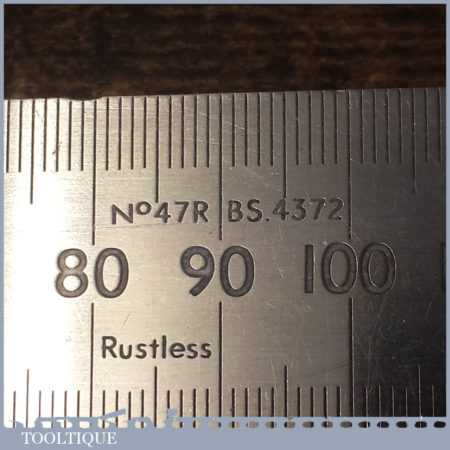 Nº47R BS.4372
80 90 100
Rustless
TOOLTIQUE